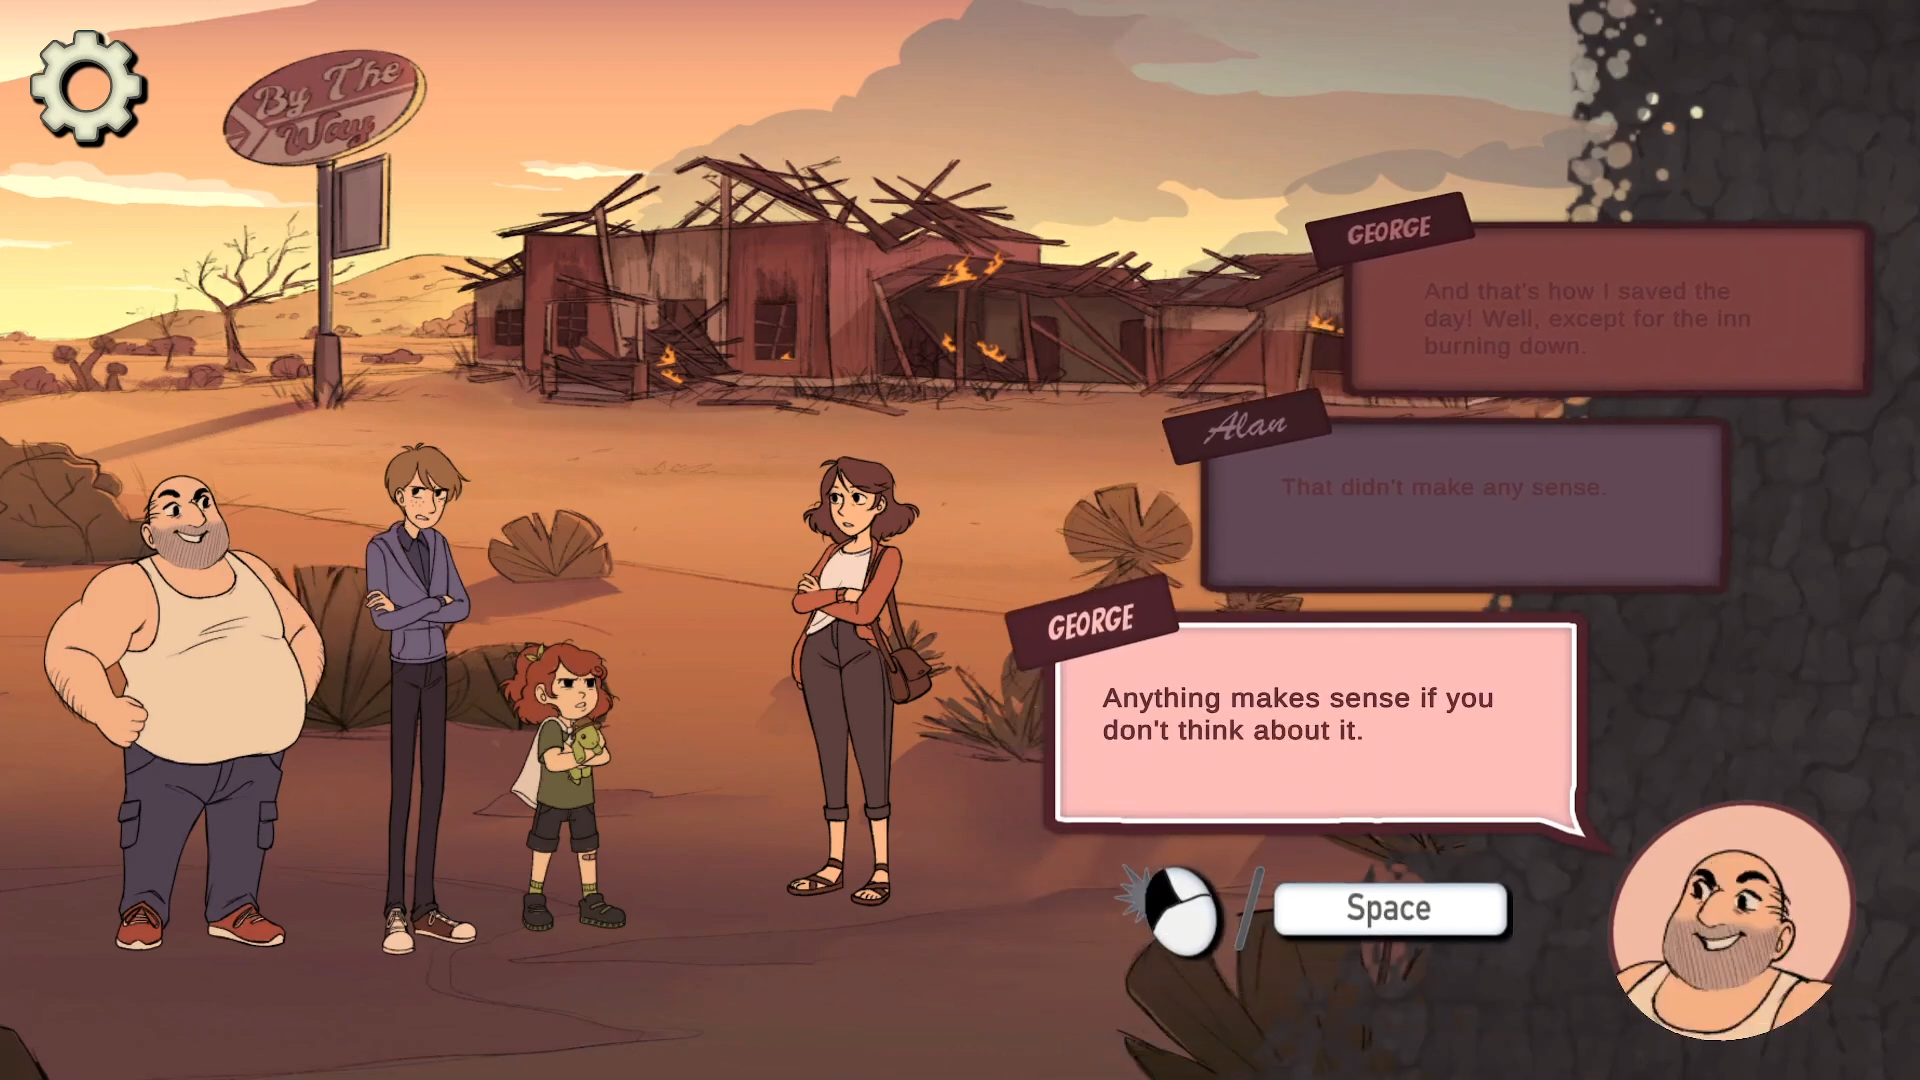 By The
Way
GEORGE
And that's how I saved the
day! Well, except for the inn
burning down.
Alan
That didn't make any sense.
GEORGE
Anything makes sense if you
don't think about it.
Space